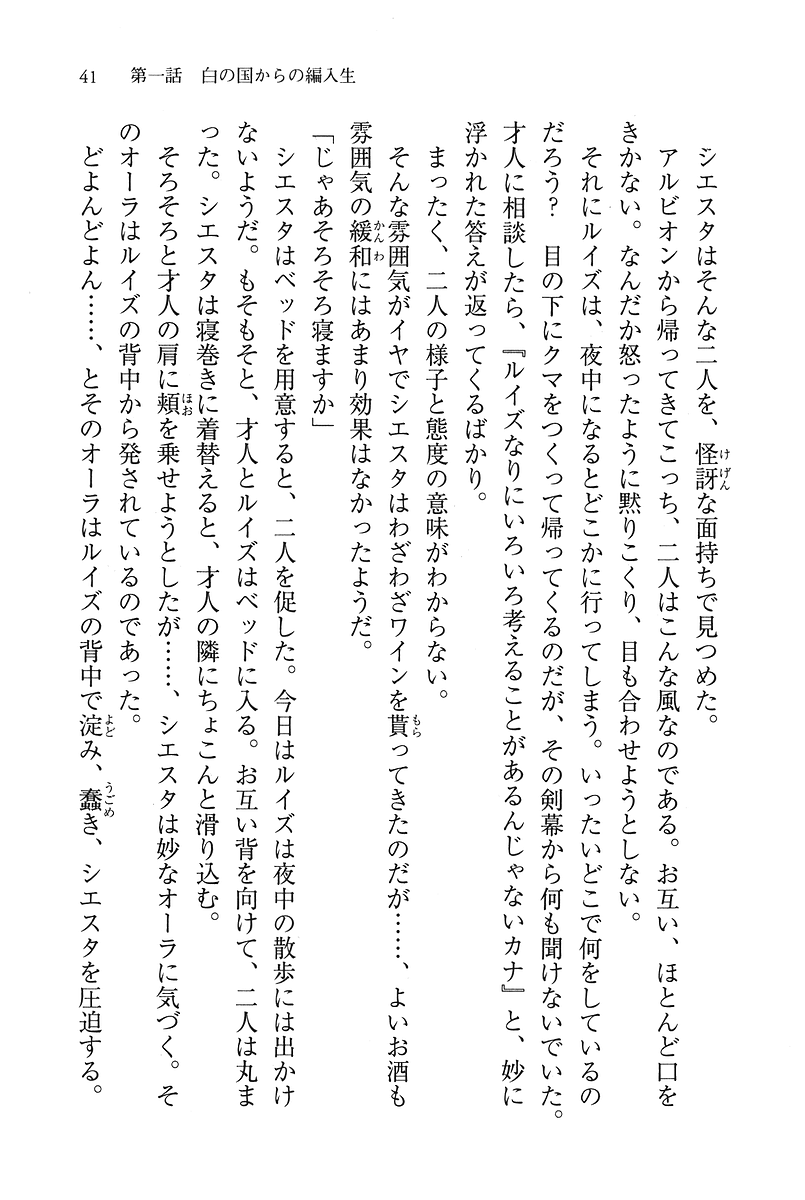 41　第一話　白の国からの編入生
シエスタはそんな二人を、怪訝な面持ちで見つめた。
アルビオンから帰ってきてこっち、二人はこんな風なのである。お互い、ほとんど口を
きかない。なんだか怒ったように黙りこくり、目も合わせようとしない。
それにルイズは、夜中になるとどこかに行ってしまう。いったいどこで何をしているの
だろう？　目の下にクマをつくって帰ってくるのだが、その剣幕から何も聞けないでいた。
才人に相談したら、『ルイズなりにいろいろ考えることがあるんじゃないカナ』と、妙に
浮かれた答えが返ってくるばかり。
まったく、二人の様子と態度の意味がわからない。
そんな雰囲気がイヤでシエスタはわざわざワインを貰ってきたのだが……、よいお酒も
雰囲気の緩和にはあまり効果はなかったようだ。
「じゃあそろそろ寝ますか」
シエスタはベッドを用意すると、二人を促した。今日はルイズは夜中の散歩には出かけ
ないようだ。もそもそと、才人とルイズはベッドに入る。お互い背を向けて、二人は丸ま
った。シエスタは寝巻きに着替えると、才人の隣にちょこんと滑り込む。
そろそろと才人の肩に頬を乗せようとしたが……、シエスタは妙なオーラに気づく。そ
のオーラはルイズの背中から発されているのであった。
どよんどよん……、とそのオーラはルイズの背中で淀み、蠢き、シエスタを圧迫する。